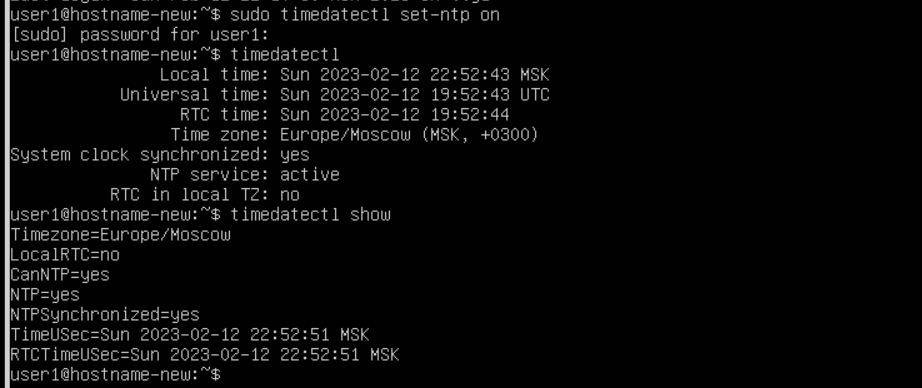 user1@hostname-new:~$ sudo timedatectl set-ntp on
[sudo] password for user1:
user1@hostname-new:~$ timedatectl
Local time: Sun 2023-02-12 22:52:43 MSK
Universal time: Sun 2023-02-12 19:52:43 UTC
RTC time: Sun 2023-02-12 19:52:44
Time zone: Europe/Moscow (MSK, +0300)
System clock synchronized: yes
NTP service: active
RTC in local TZ: no
user1@hostname-new:~$ timedatectl show
Timezone=Europe/Moscow
LocalRTC=no
CanNTP=yes
NTP=yes
NTPSynchronized=yes
TimeUSec=Sun 2023-02-12 22:52:51 MSK
RTCTimeUSec=Sun 2023-02-12 22:52:51 MSK
user1@hostname-new:~$